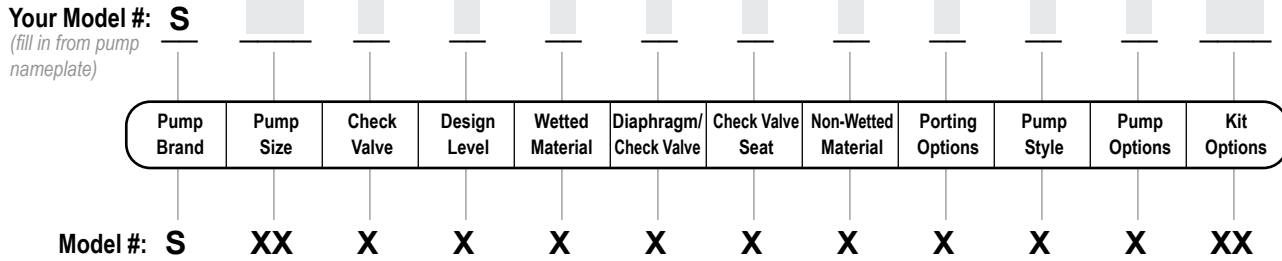 Your Model #: S
(fill in from pump
nameplate)
Pump Brand
Pump Size
Check Valve
Design Level
Wetted Material
Diaphragm/ Check Valve
Check Valve Seat
Non-Wetted Material
Porting Options
Pump Style
Pump Options
Kit Options
Model #: S XX X X X X X X X X X XX